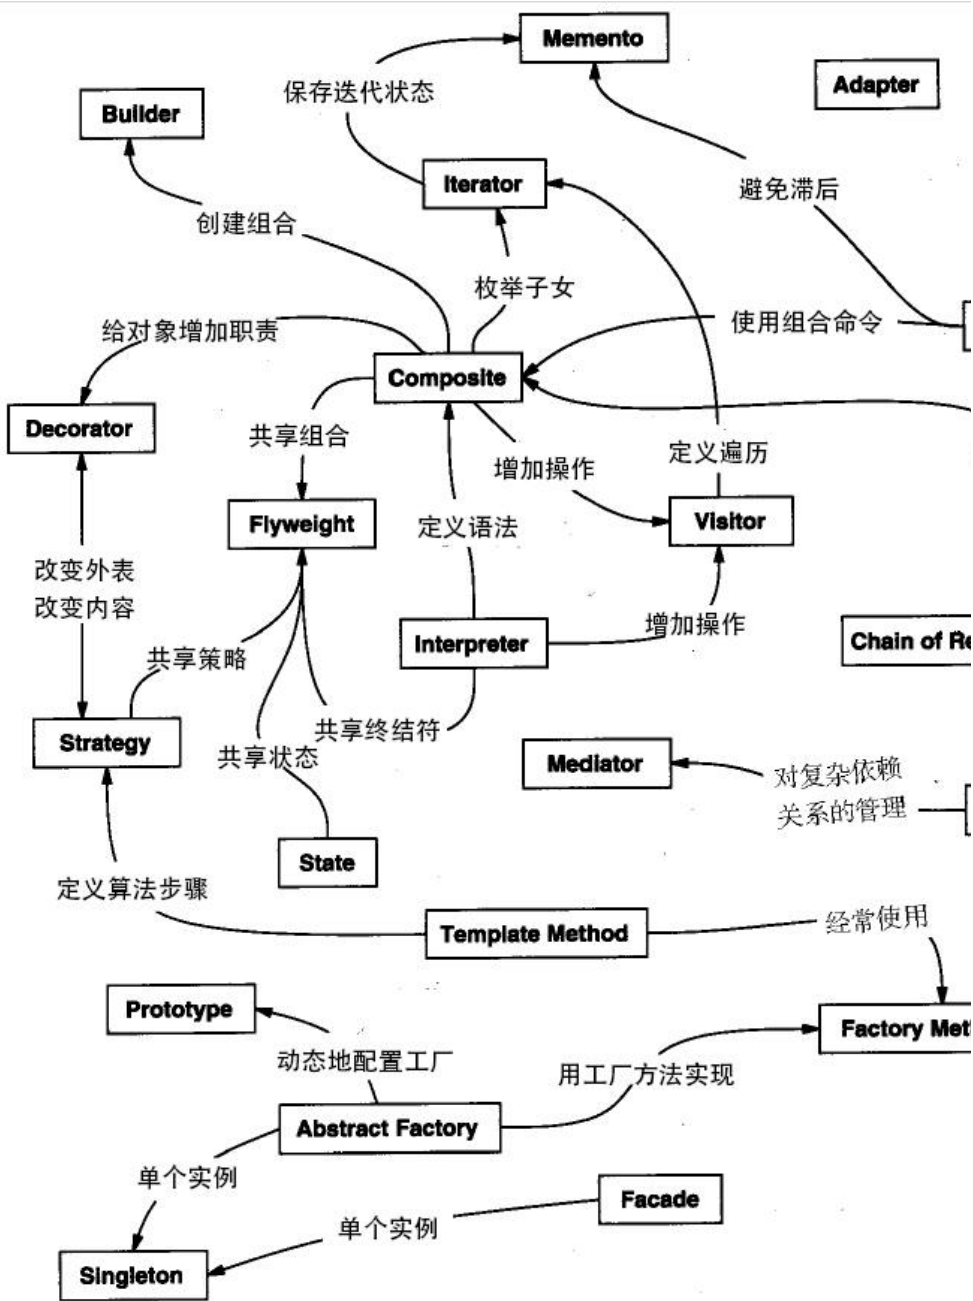 Memento
Adapter
保存迭代状态
Builder
Iterator
避免滞后
创建组合
枚举子女
使用组合命令
给对象增加职责
Composite
Decorator
共享组合
增加操作
定义遍历
Flyweight
定义语法
Visitor
改变外表
改变内容
增加操作
Interpreter
Chain of Re
共享策略
共享终结符
Strategy
共享状态
Mediator
对复杂依赖
关系的管理
State
定义算法步骤
Template Method
经常使用
Prototype
Factory Met
动态地配置工厂
用工厂方法实现
Abstract Factory
单个实例
Facade
单个实例
Singleton